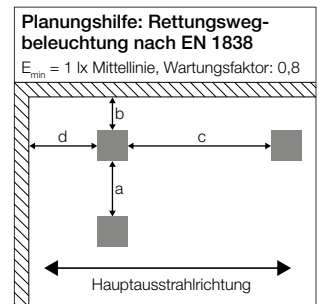 Planungshilfe: Rettungsweg-
beleuchtung nach EN 1838
Emin = 1 lx Mittellinie, Wartungsfaktor: 0,8
b
d
c
a
Hauptausstrahlrichtung